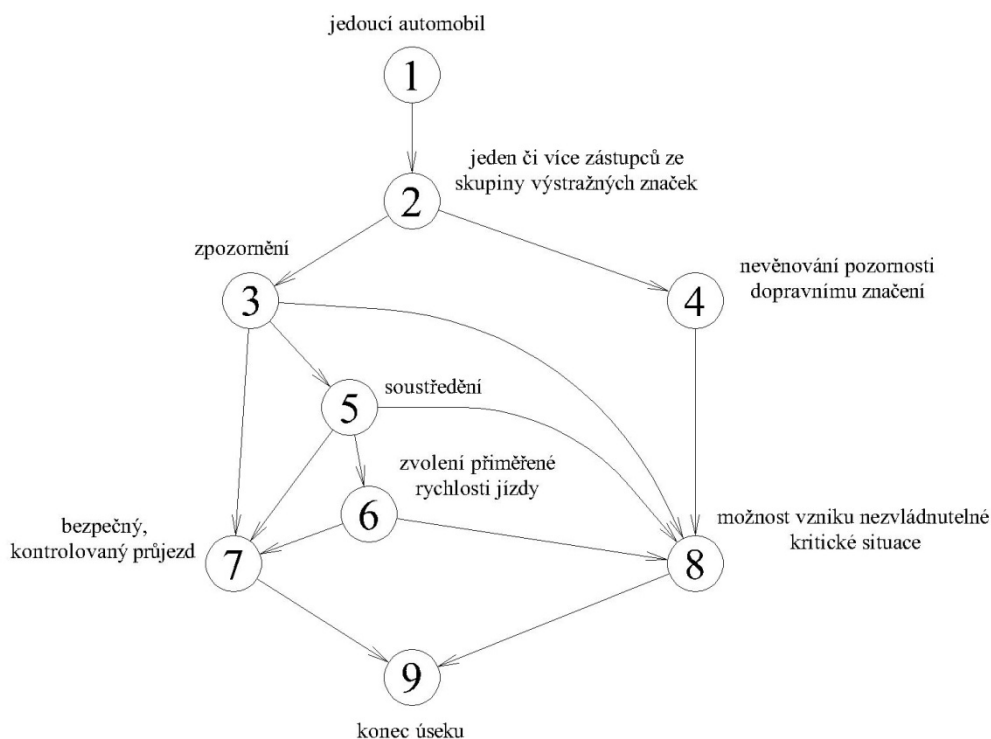 jedoucí automobil
1
jeden či více zástupců ze
skupiny výstražných značek
2
zpozornění
3
4
nevěnování pozornosti
dopravnímu značení
5
soustředění
zvolení přiměřené
rychlosti jízdy
6
bezpečný,
kontrolovaný průjezd
7
8
možnost vzniku nezvládnutelné
kritické situace
9
konec úseku